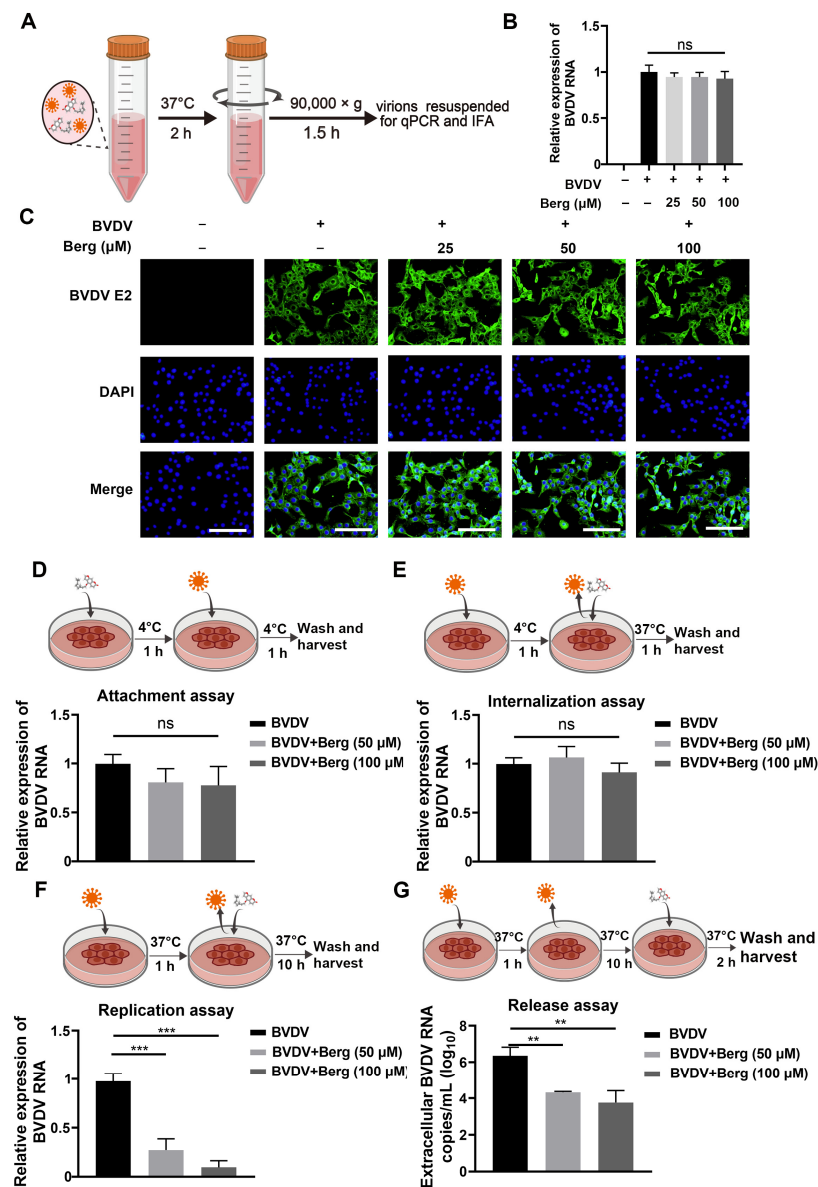 A
37°C
2 h
90,000 × g
1.5 h
virions resuspended
for qPCR and IFA
B
Relative expression of
BVDV RNA
1.5
1
0.5
0
ns
BVDV – + + + +
Berg (μM) – – 25 50 100
C
BVDV – + + + +
Berg (μM) – – 25 50 100
BVDV E2
DAPI
Merge
D
4°C
1 h
4°C
1 h
Wash and
harvest
Attachment assay
Relative expression of
BVDV RNA
1.5
1
0.5
0
ns
BVDV
BVDV+Berg (50 μM)
BVDV+Berg (100 μM
E
4°C
1 h
37°C
1 h
Wash and
harvest
Internalization assay
Relative expression of
BVDV RNA
1.5
1
0.5
0
ns
BVDV
BVDV+Berg (50 μM)
BVDV+Berg (100 μM)
F
37°C
1 h
37°C
10 h
Wash and
harvest
Replication assay
Relative expression of
BVDV RNA
1.5
1
0.5
0
***
***
BVDV
BVDV+Berg (50 μM)
BVDV+Berg (100 μM)
G
37°C
1 h
37°C
10 h
37°C
2 h
Wash and
harvest
Release assay
Extracellular BVDV RNA
copies/mL (log10)
8
6
4
2
0
**
**
BVDV
BVDV+Berg (50 μM)
BVDV+Berg (100 μM)